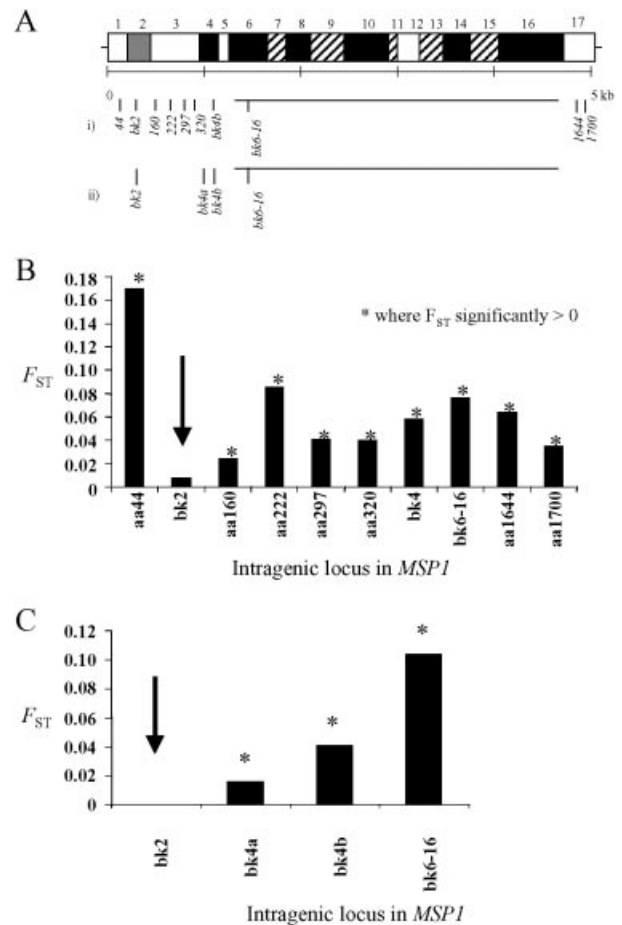 A
1 2 3 4 5 6 7 8 9 10 11 12 13 14 15 16 17
0 5 kb
i) 44 bk2 160 222 297 320 bk4b bk6-16 1644 1700
ii) bk2 bk4a bk4b bk6-16
B
0.18
0.16
0.14
0.12
0.10
0.08
0.06
0.04
0.02
0
FST
* where FST significantly > 0
* * * * * * * * *
aa44 bk2 aa160 aa222 aa297 aa320 bk4 bk6-16 aa1644 aa1700
Intragenic locus in MSP1
C
0.12
0.10
0.08
0.06
0.04
0.02
0
FST
* * *
bk2 bk4a bk4b bk6-16
Intragenic locus in MSP1